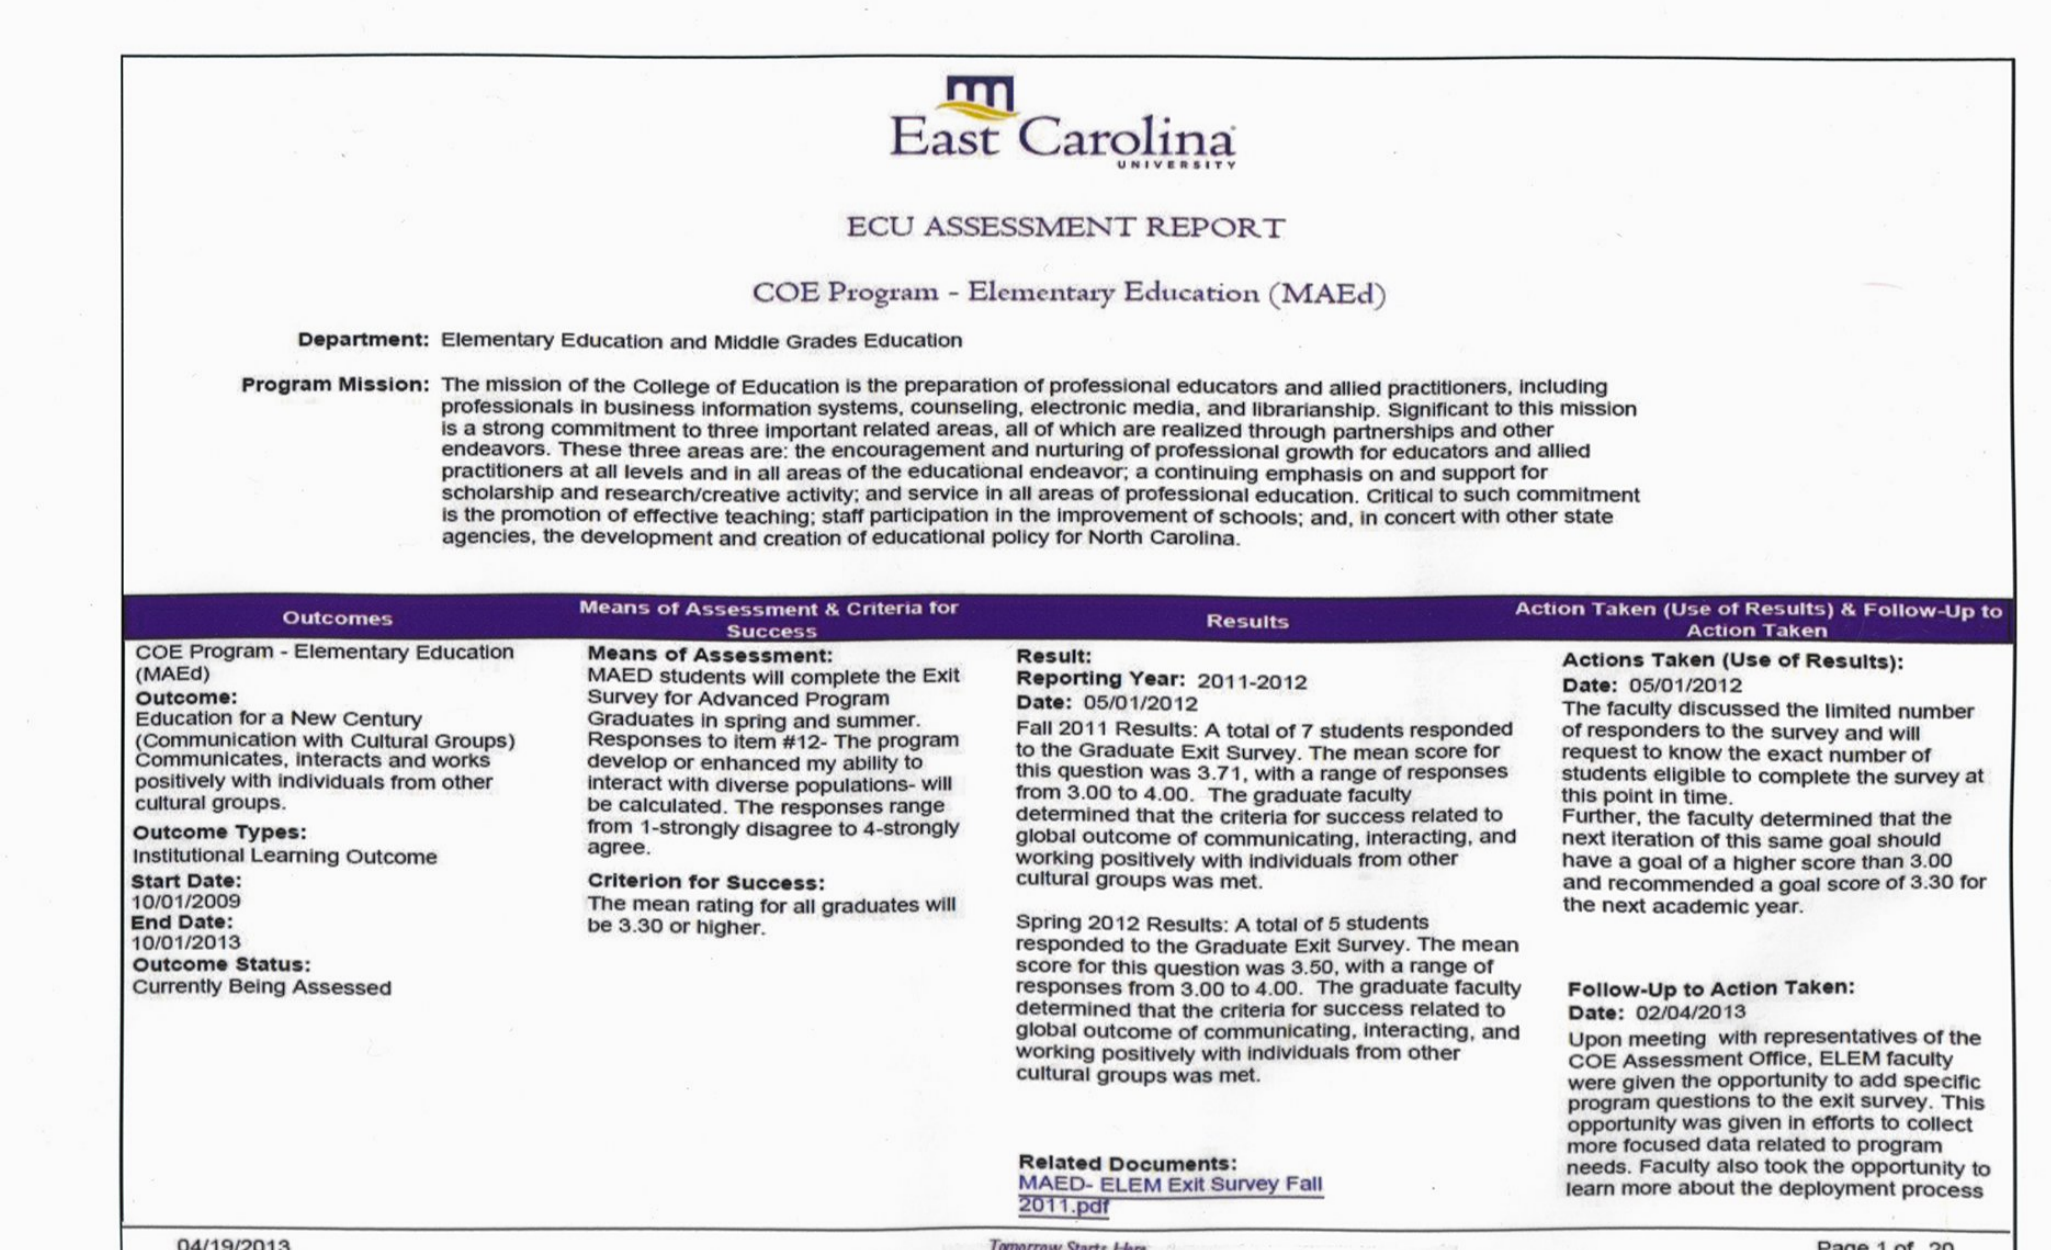 East Carolina
UNIVERSITY
ECU ASSESSMENT REPORT
COE Program - Elementary Education (MAEd)
Department: Elementary Education and Middle Grades Education
Program Mission: The mission of the College of Education is the preparation of professional educators and allied practitioners, including
professionals in business information systems, counseling, electronic media, and librarianship. Significant to this mission
is a strong commitment to three important related areas, all of which are realized through partnerships and other
endeavors. These three areas are: the encouragement and nurturing of professional growth for educators and allied
practitioners at all levels and in all areas of the educational endeavor; a continuing emphasis on and support for
scholarship and research/creative activity; and service in all areas of professional education. Critical to such commitment
is the promotion of effective teaching; staff participation in the improvement of schools; and, in concert with other state
agencies, the development and creation of educational policy for North Carolina.
Outcomes
COE Program - Elementary Education
(MAEd)
Outcome:
Education for a New Century
(Communication with Cultural Groups)
Communicates, interacts and works
positively with individuals from other
cultural groups.
Outcome Types:
Institutional Learning Outcome
Start Date:
10/01/2009
End Date:
10/01/2013
Outcome Status:
Currently Being Assessed
Means of Assessment & Criteria for
Success
Means of Assessment:
MAED students will complete the Exit
Survey for Advanced Program
Graduates in spring and summer.
Responses to item #12- The program
develop or enhanced my ability to
interact with diverse populations- will
be calculated. The responses range
from 1-strongly disagree to 4-strongly
agree.
Criterion for Success:
The mean rating for all graduates will
be 3.30 or higher.
Results
Result:
Reporting Year: 2011-2012
Date: 05/01/2012
Fall 2011 Results: A total of 7 students responded
to the Graduate Exit Survey. The mean score for
this question was 3.71, with a range of responses
from 3.00 to 4.00. The graduate faculty
determined that the criteria for success related to
global outcome of communicating, interacting, and
working positively with individuals from other
cultural groups was met.
Spring 2012 Results: A total of 5 students
responded to the Graduate Exit Survey. The mean
score for this question was 3.50, with a range of
responses from 3.00 to 4.00. The graduate faculty
determined that the criteria for success related to
global outcome of communicating, interacting, and
working positively with individuals from other
cultural groups was met.
Related Documents:
MAED- ELEM Exit Survey Fall
2011.pdf
Action Taken (Use of Results) & Follow-Up to
Action Taken
Actions Taken (Use of Results):
Date: 05/01/2012
The faculty discussed the limited number
of responders to the survey and will
request to know the exact number of
students eligible to complete the survey at
this point in time.
Further, the faculty determined that the
next iteration of this same goal should
have a goal of a higher score than 3.00
and recommended a goal score of 3.30 for
the next academic year.
Follow-Up to Action Taken:
Date: 02/04/2013
Upon meeting with representatives of the
COE Assessment Office, ELEM faculty
were given the opportunity to add specific
program questions to the exit survey. This
opportunity was given in efforts to collect
more focused data related to program
needs. Faculty also took the opportunity to
learn more about the deployment process
04/19/2013
Tomorrow Starts Here
Page 1 of 20